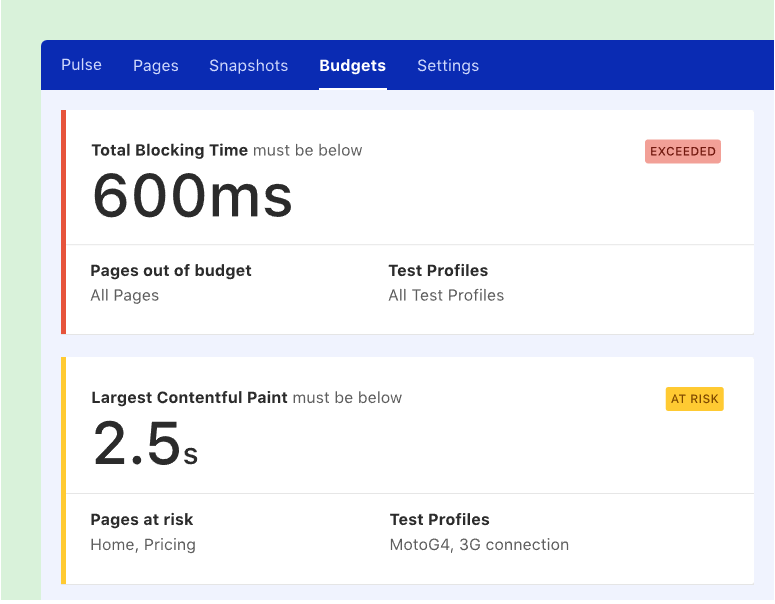 Pulse Pages Snapshots Budgets Settings
Total Blocking Time must be below
EXCEEDED
600ms
Pages out of budget Test Profiles
All Pages All Test Profiles
Largest Contentful Paint must be below
AT RISK
2.5s
Pages at risk Test Profiles
Home, Pricing MotoG4, 3G connection